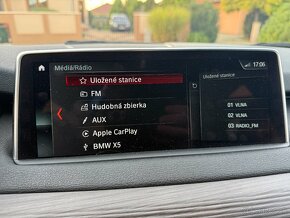 Médiá/Rádio
17:06
Uložené stanice
FM
Hudobná zbierka
AUX
Apple CarPlay
BMW X5
Uložené stanice
01 VLNA
02 VLNA
03 RADIO_FM